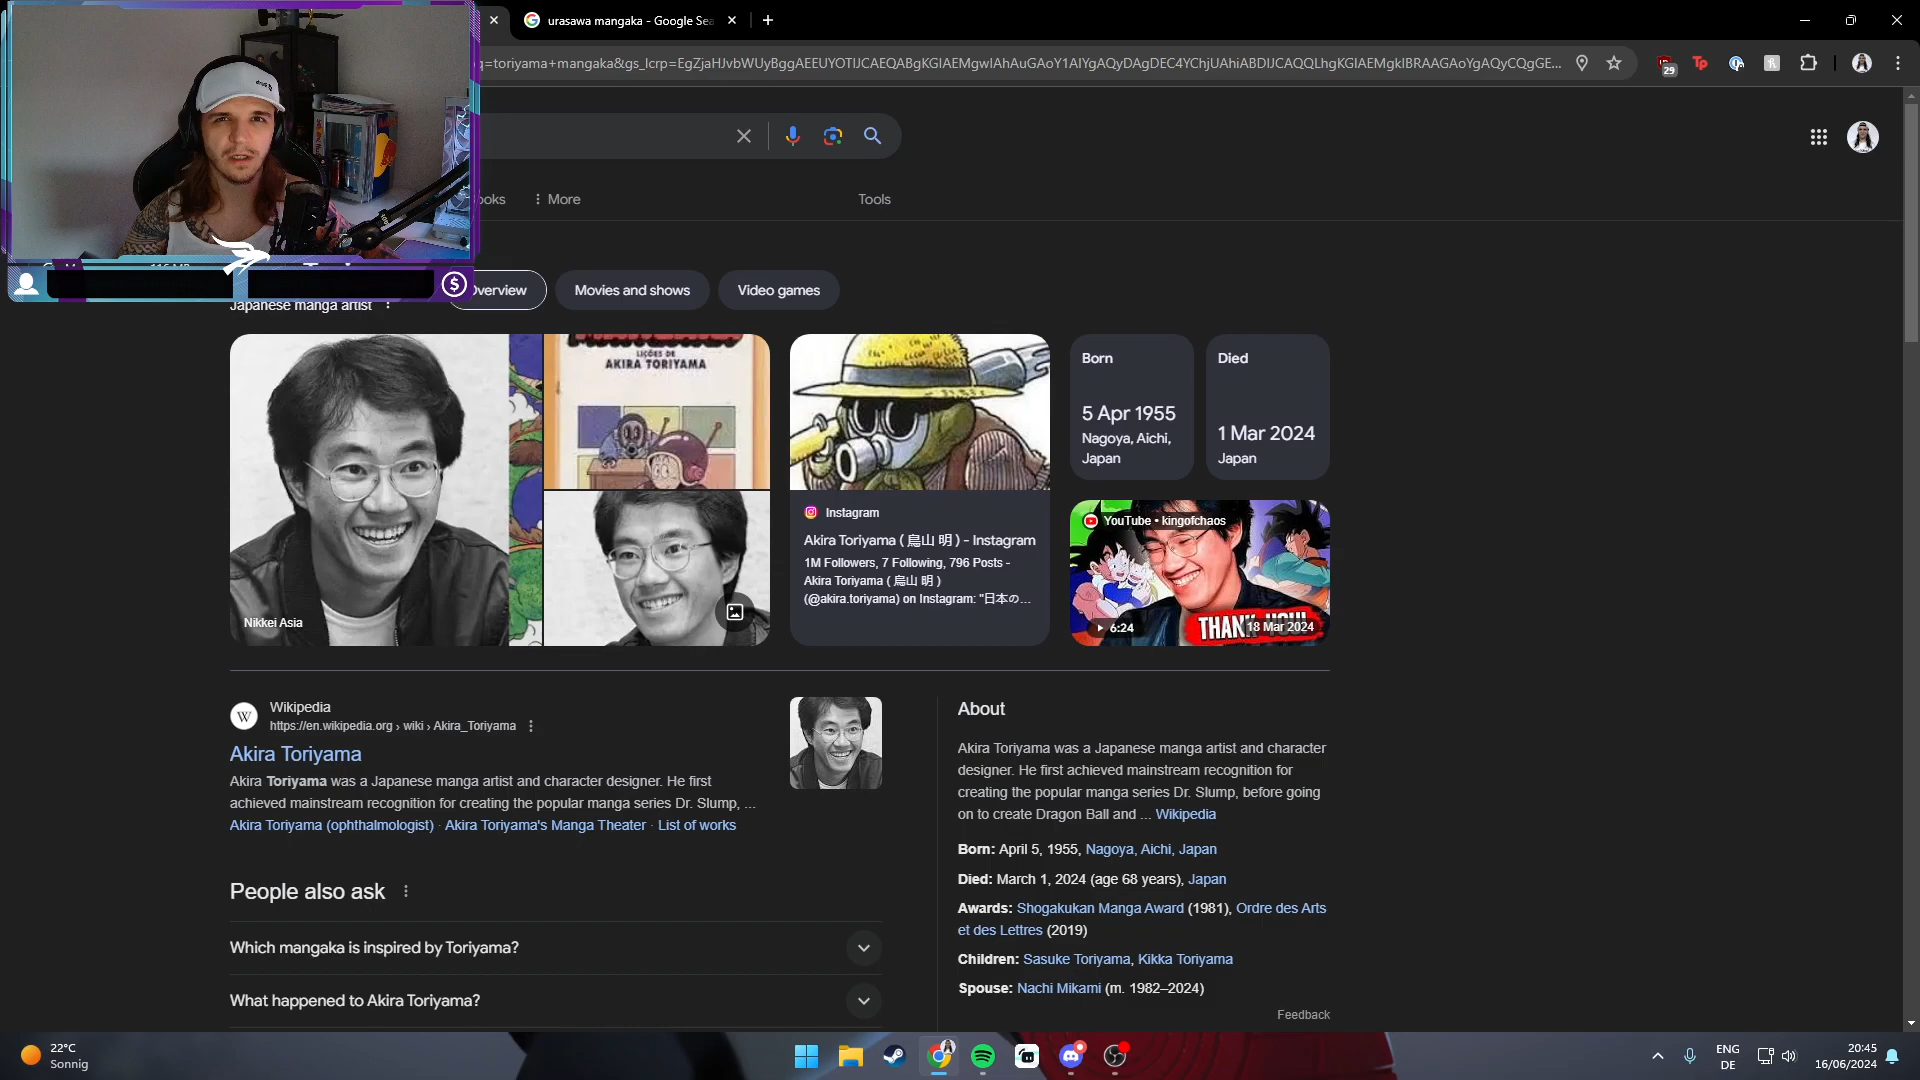 urasawa mangaka - Google Sea
q=toriyama+mangaka&gs_lcrp=EgZjaHJvbWUyBggAEEUYOTIJCAEQABgKGIAEMgwIAhAuGAoY1AIYgAQyDAgDEC4YChjUAhiABDIJCAQQLhgKGIAEMgkIBRAAGAoYgAQyCQgGE...
29
ooks
More
Tools
Overview
Movies and shows
Video games
Japanese manga artist
LIÇÕES DE
AKIRA TORIYAMA
Nikkei Asia
Instagram
Akira Toriyama ( 鳥山 明 ) - Instagram
1M Followers, 7 Following, 796 Posts -
Akira Toriyama ( 鳥山 明 )
(@akira.toriyama) on Instagram: "日本の...
Born
5 Apr 1955
Nagoya, Aichi,
Japan
Died
1 Mar 2024
Japan
YouTube • kingofchaos
THANK YOU!
6:24
18 Mar 2024
Wikipedia
https://en.wikipedia.org › wiki › Akira_Toriyama
Akira Toriyama
Akira Toriyama was a Japanese manga artist and character designer. He first
achieved mainstream recognition for creating the popular manga series Dr. Slump, ...
Akira Toriyama (ophthalmologist) · Akira Toriyama's Manga Theater · List of works
People also ask
Which mangaka is inspired by Toriyama?
What happened to Akira Toriyama?
About
Akira Toriyama was a Japanese manga artist and character
designer. He first achieved mainstream recognition for
creating the popular manga series Dr. Slump, before going
on to create Dragon Ball and ... Wikipedia
Born: April 5, 1955, Nagoya, Aichi, Japan
Died: March 1, 2024 (age 68 years), Japan
Awards: Shogakukan Manga Award (1981), Ordre des Arts
et des Lettres (2019)
Children: Sasuke Toriyama, Kikka Toriyama
Spouse: Nachi Mikami (m. 1982–2024)
Feedback
22°C
Sonnig
ENG
DE
20:45
16/06/2024